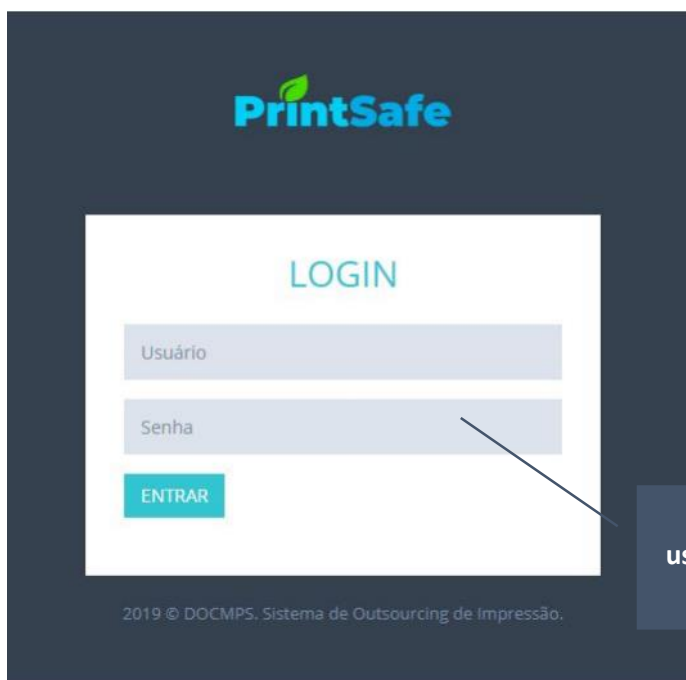 PrintSafe
LOGIN
Usuário
Senha
ENTRAR
2019 © DOCMPS. Sistema de Outsourcing de Impressão.